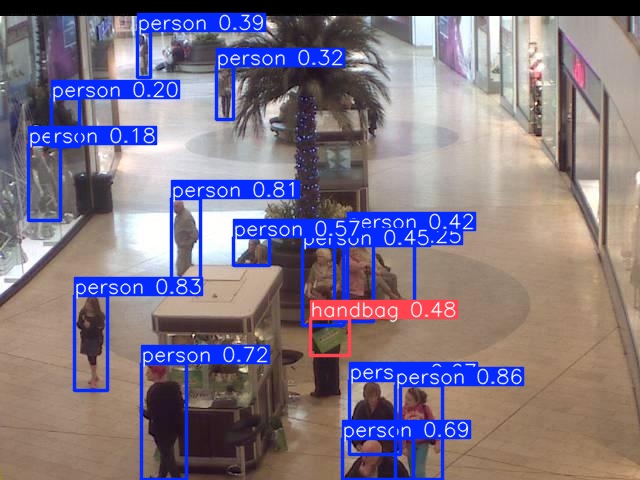 person 0.39
person 0.32
person 0.20
person 0.18
person 0.81
person 0.42
person 0.57
person 0.45
.25
person 0.83
handbag 0.48
person 0.72
person 0.86
person 0.69